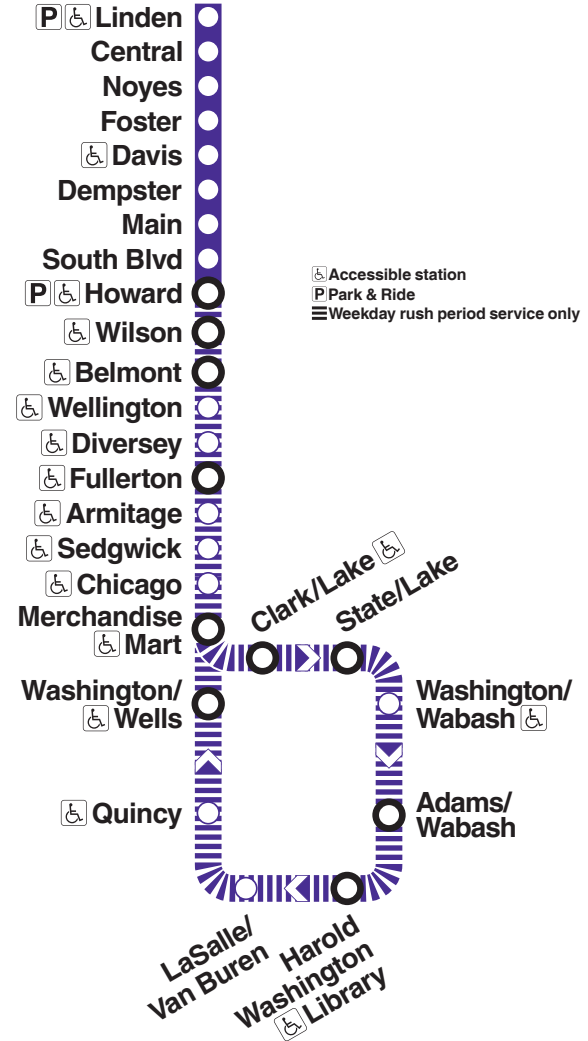 P Linden
Central
Noyes
Foster
Davis
Dempster
Main
South Blvd
P Howard
Wilson
Belmont
Wellington
Diversey
Fullerton
Armitage
Sedgwick
Chicago
Merchandise
Mart
Accessible station
P Park & Ride
Weekday rush period service only
Clark/Lake
State/Lake
Washington/
Wabash
Adams/
Wabash
Harold
Washington
Library
LaSalle/
Van Buren
Quincy
Washington/
Wells